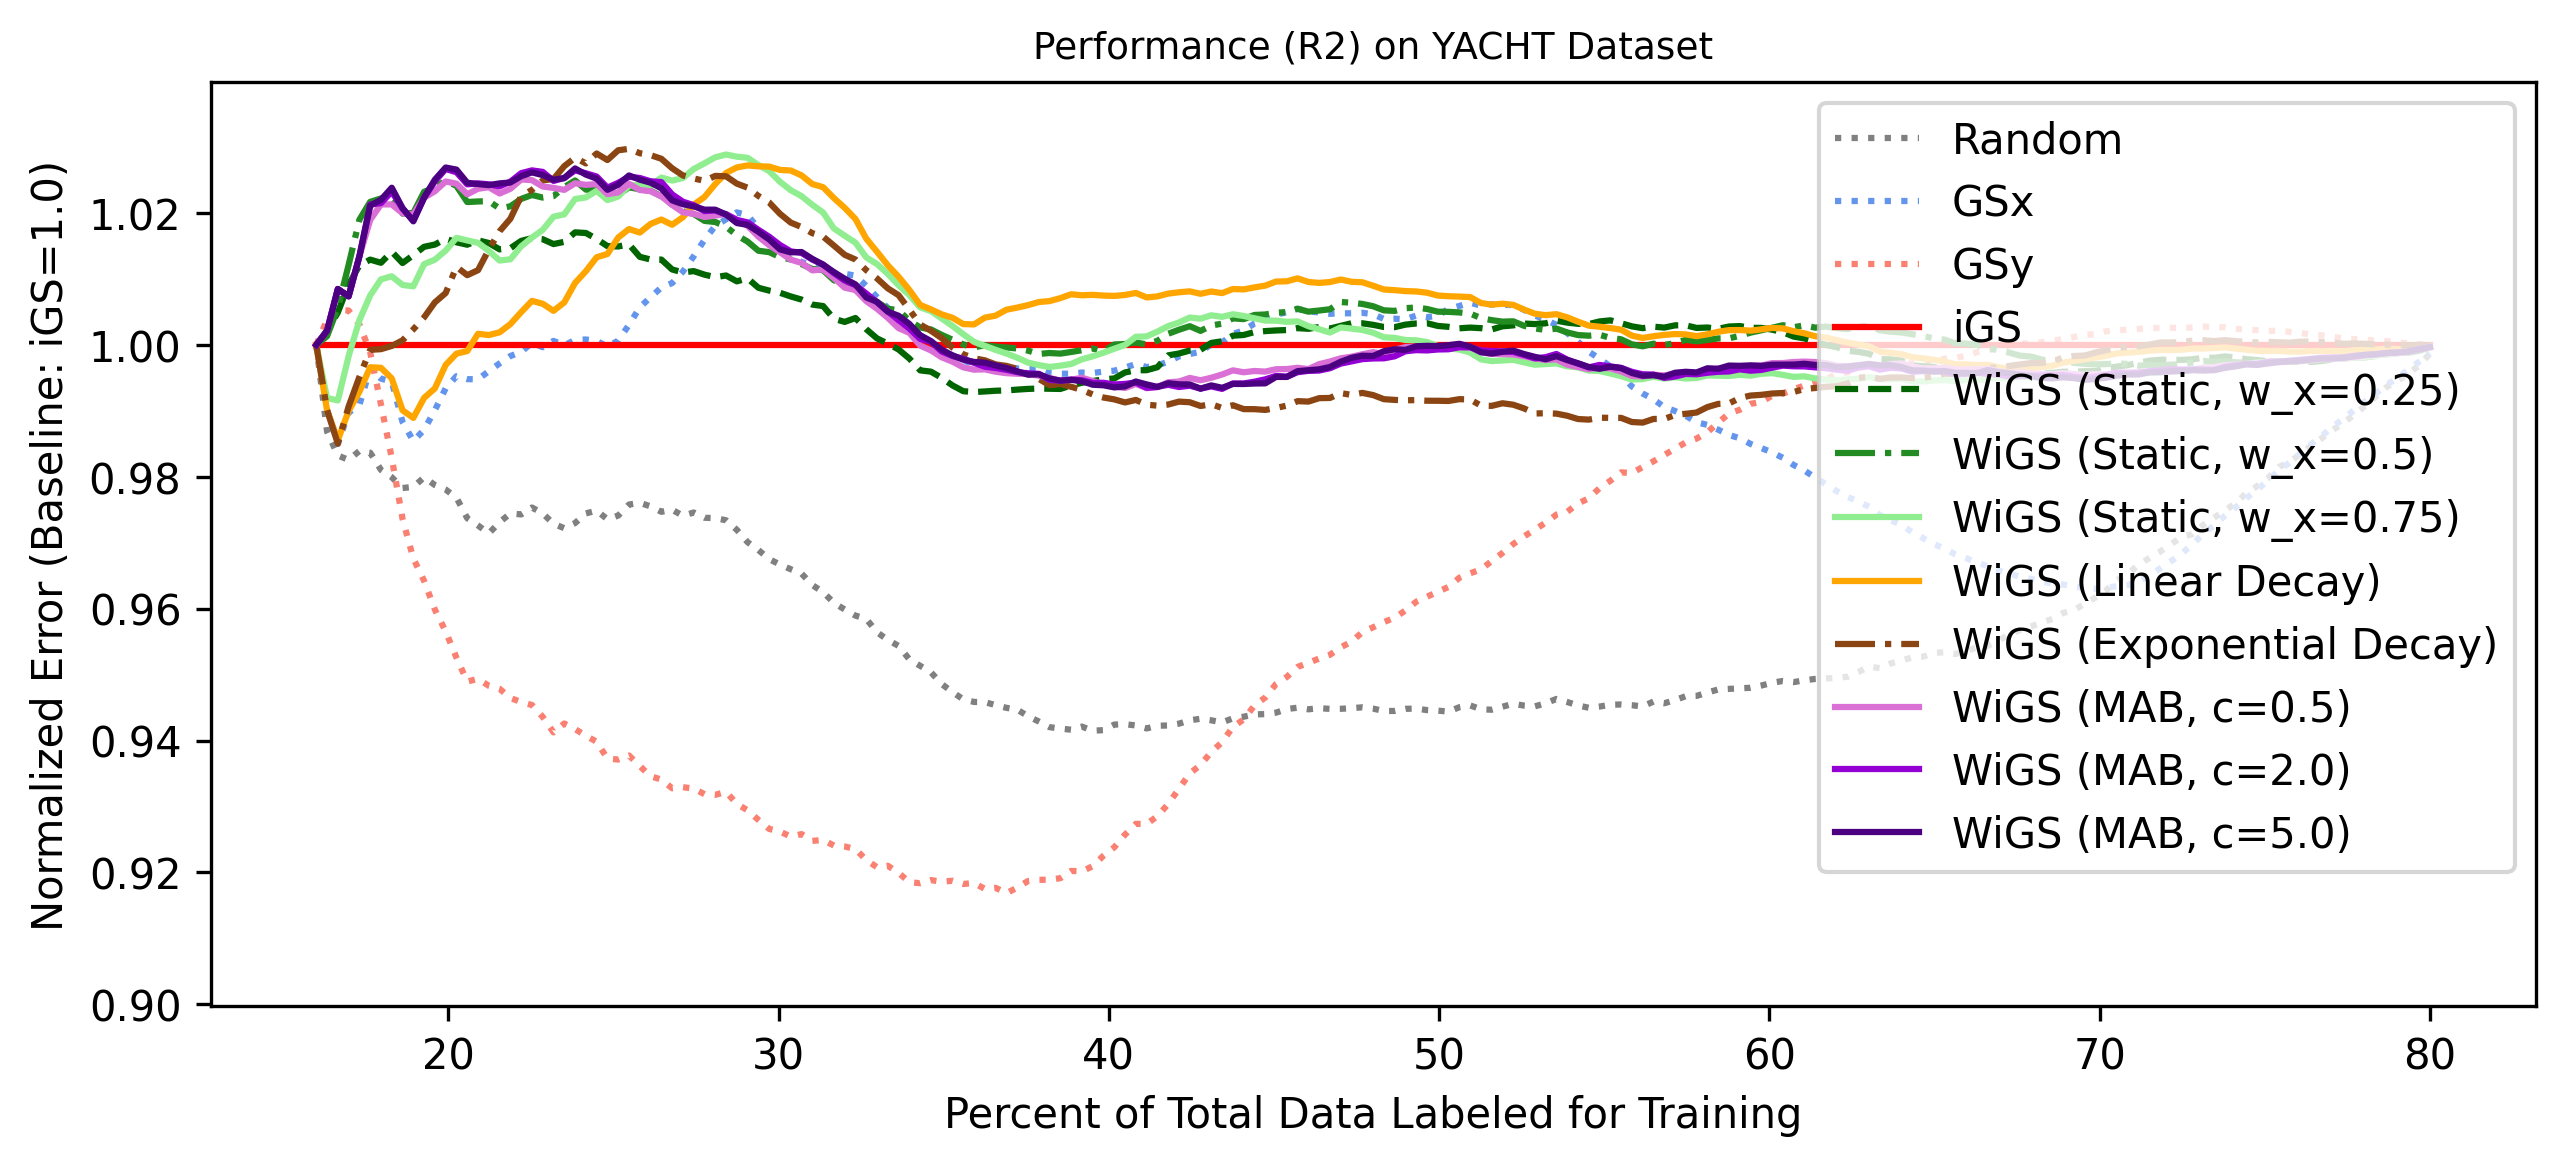 Performance (R2) on YACHT Dataset
Normalized Error (Baseline: iGS=1.0)
1.02
1.00
0.98
0.96
0.94
0.92
0.90
Random
GSx
GSy
iGS
WiGS (Static, w_x=0.25)
WiGS (Static, w_x=0.5)
WiGS (Static, w_x=0.75)
WiGS (Linear Decay)
WiGS (Exponential Decay)
WiGS (MAB, c=0.5)
WiGS (MAB, c=2.0)
WiGS (MAB, c=5.0)
20 30 40 50 60 70 80
Percent of Total Data Labeled for Training